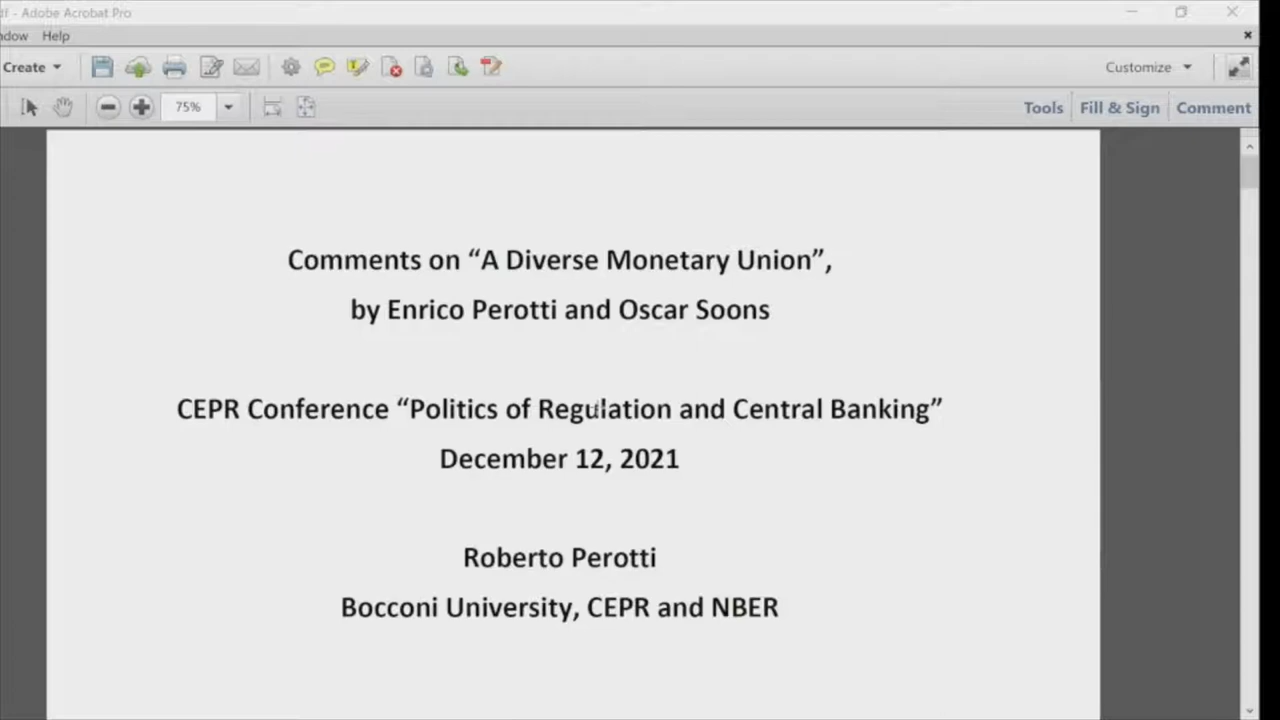 df - Adobe Acrobat Pro
ndow Help
Create
Customize
75%
Tools Fill & Sign Comment
Comments on “A Diverse Monetary Union”,
by Enrico Perotti and Oscar Soons
CEPR Conference “Politics of Regulation and Central Banking”
December 12, 2021
Roberto Perotti
Bocconi University, CEPR and NBER